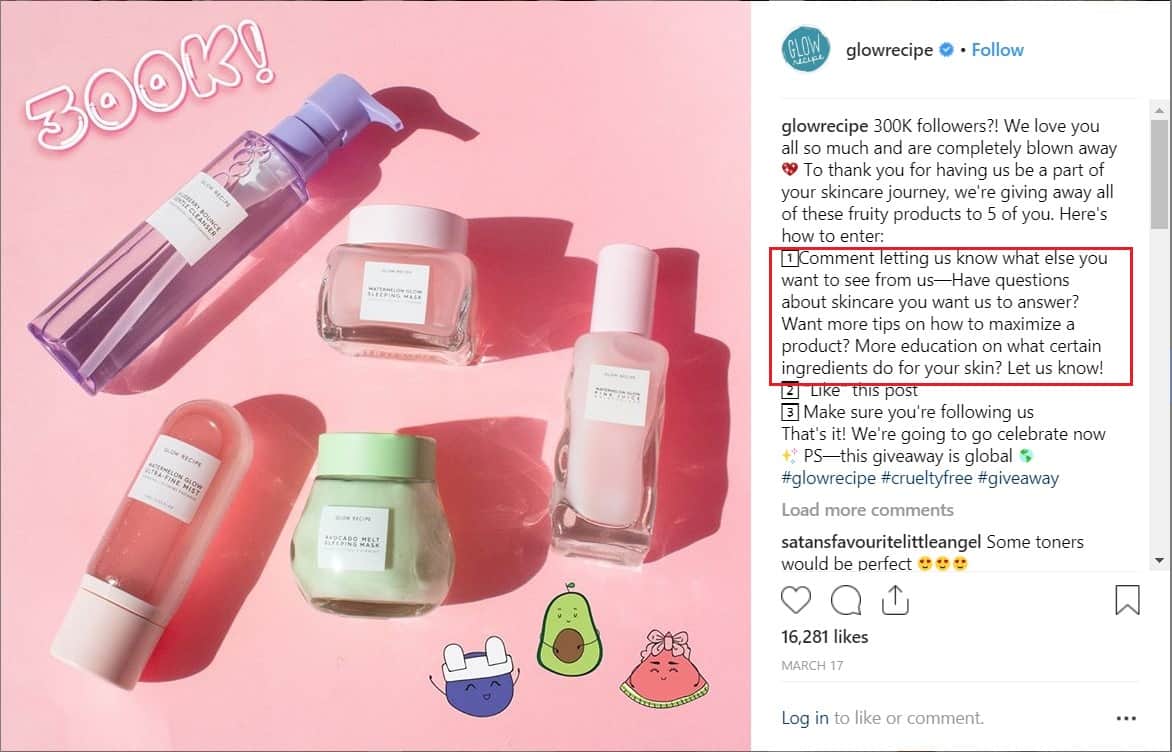 300K!
GLOW RECIPE
BLUEBERRY BOUNCE
GENTLE CLEANSER
GLOW RECIPE
WATERMELON GLOW
SLEEPING MASK
GLOW RECIPE
WATERMELON GLOW
PINK JUICE
GLOW RECIPE
WATERMELON GLOW
ULTRA-FINE MIST
GLOW RECIPE
AVOCADO MELT
SLEEPING MASK
GLOW
recipe
glowrecipe • Follow
glowrecipe 300K followers?! We love you
all so much and are completely blown away
💖 To thank you for having us be a part of
your skincare journey, we're giving away all
of these fruity products to 5 of you. Here's
how to enter:
1️⃣Comment letting us know what else you
want to see from us—Have questions
about skincare you want us to answer?
Want more tips on how to maximize a
product? More education on what certain
ingredients do for your skin? Let us know!
2️⃣ "Like" this post
3️⃣ Make sure you're following us
That's it! We're going to go celebrate now
✨ PS—this giveaway is global 🌎
#glowrecipe #crueltyfree #giveaway
Load more comments
satansfavouritelittleangel Some toners
would be perfect 😍😍😍
16,281 likes
MARCH 17
Log in to like or comment.